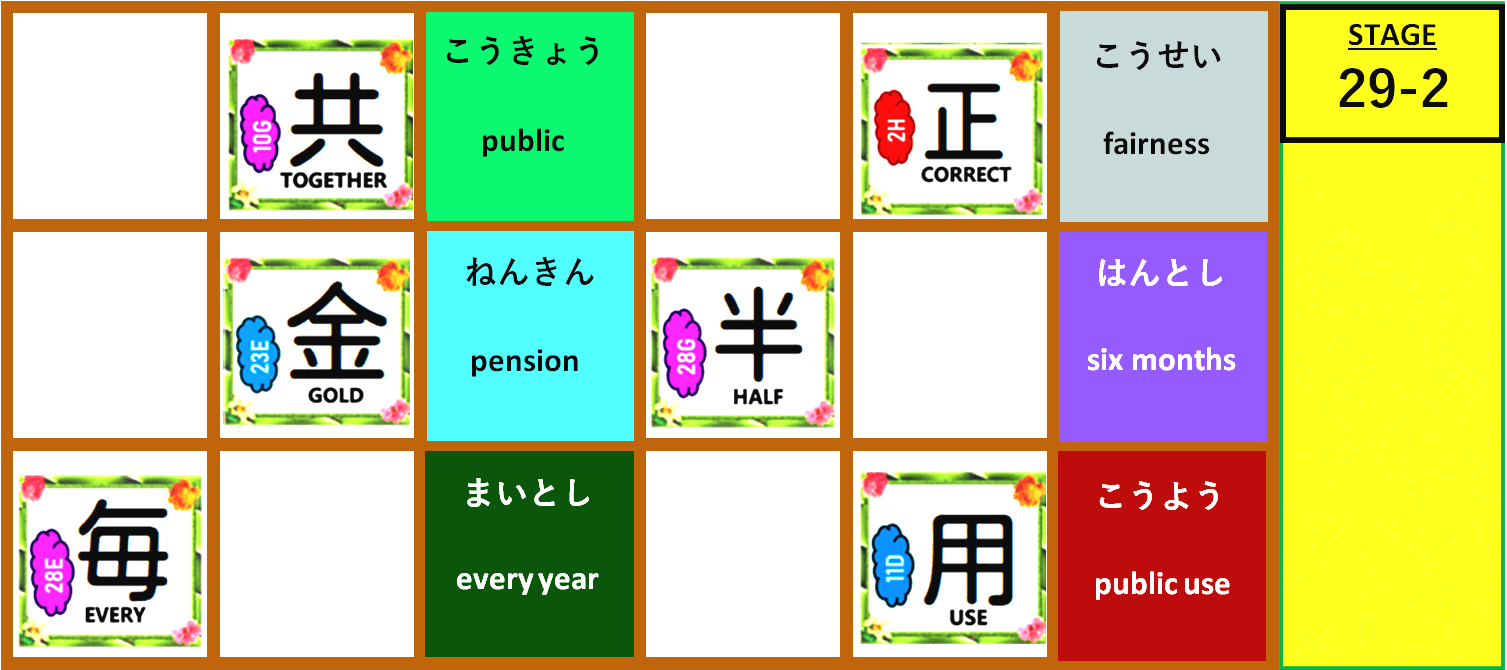 10G
共
TOGETHER
こうきょう
public
2H
正
CORRECT
こうせい
fairness
STAGE
29-2
23E
金
GOLD
ねんきん
pension
28G
半
HALF
はんとし
six months
28E
毎
EVERY
まいとし
every year
11D
用
USE
こうよう
public use